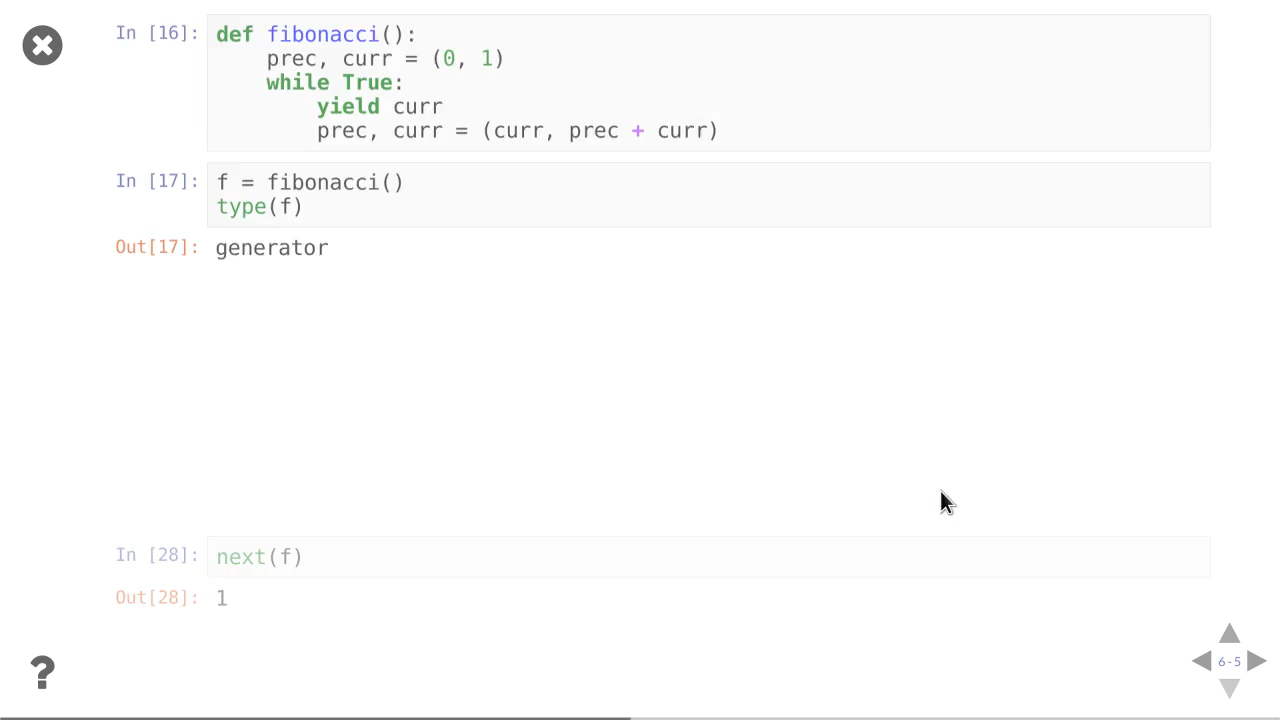 In [16]: def fibonacci():
    prec, curr = (0, 1)
    while True:
        yield curr
        prec, curr = (curr, prec + curr)
In [17]: f = fibonacci()
type(f)
Out[17]: generator
In [28]: next(f)
Out[28]: 1
?
6-5